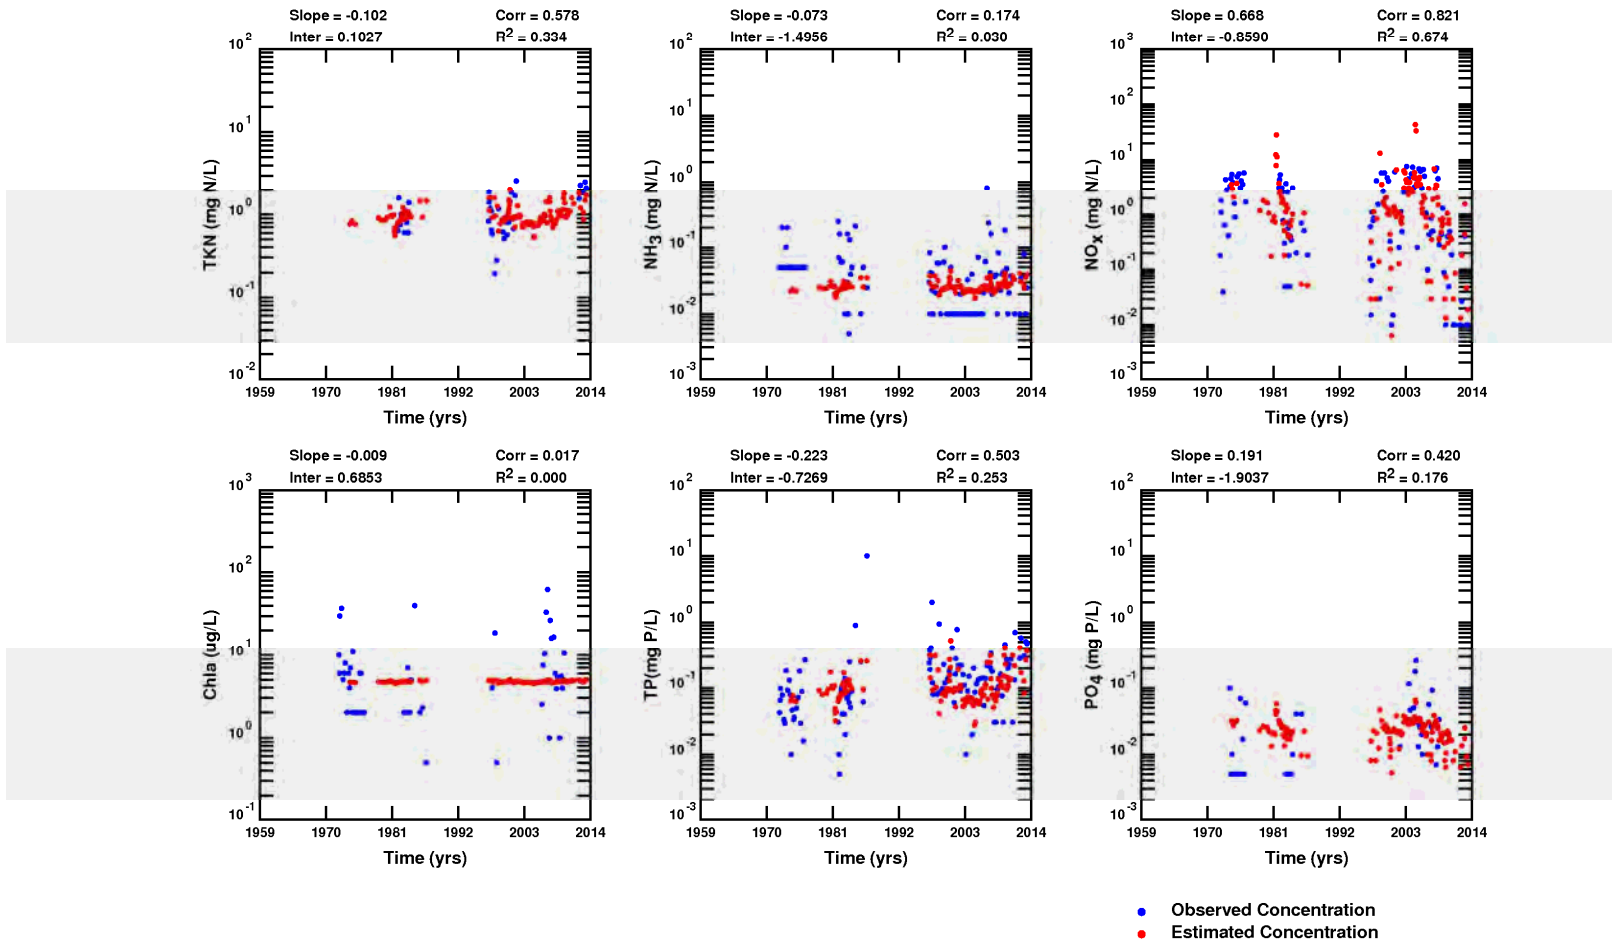 Slope = -0.102 Corr = 0.578
Inter = 0.1027 R2 = 0.334
Slope = -0.073 Corr = 0.174
Inter = -1.4956 R2 = 0.030
Slope = 0.668 Corr = 0.821
Inter = -0.8590 R2 = 0.674
TKN (mg N/L)
10 2
10 1
10 0
10 -1
10 -2
1959 1970 1981 1992 2003 2014
Time (yrs)
NH3 (mg N/L)
10 2
10 1
10 0
10 -1
10 -2
10 -3
1959 1970 1981 1992 2003 2014
Time (yrs)
NOx (mg N/L)
10 3
10 2
10 1
10 0
10 -1
10 -2
10 -3
1959 1970 1981 1992 2003 2014
Time (yrs)
Slope = -0.009 Corr = 0.017
Inter = 0.6853 R2 = 0.000
Slope = -0.223 Corr = 0.503
Inter = -0.7269 R2 = 0.253
Slope = 0.191 Corr = 0.420
Inter = -1.9037 R2 = 0.176
Chla (ug/L)
10 3
10 2
10 1
10 0
10 -1
1959 1970 1981 1992 2003 2014
Time (yrs)
TP(mg P/L)
10 2
10 1
10 0
10 -1
10 -2
10 -3
1959 1970 1981 1992 2003 2014
Time (yrs)
PO4 (mg P/L)
10 2
10 1
10 0
10 -1
10 -2
10 -3
1959 1970 1981 1992 2003 2014
Time (yrs)
Observed Concentration
Estimated Concentration